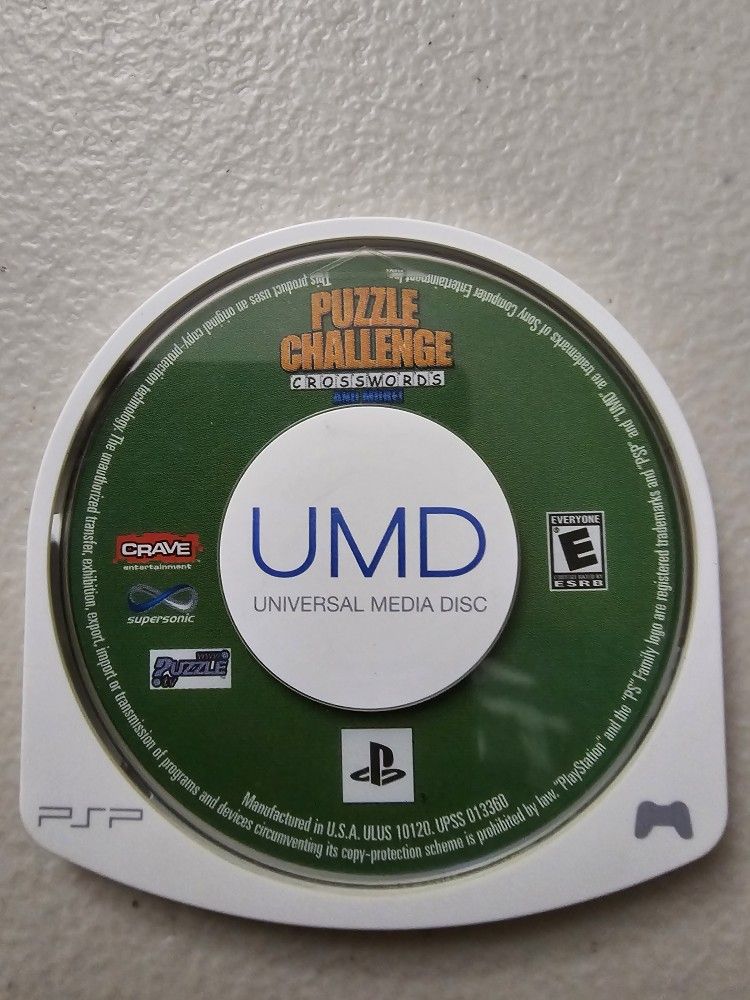 PUZZLE
CHALLENGE
CROSSWORDS
AND MORE!
UMD
UNIVERSAL MEDIA DISC
CRAVE
entertainment
supersonic
www
PUZZLE
.tv
EVERYONE
E
ESRB
Manufactured in U.S.A. ULUS 10120. UPSS 013360
This product uses an original copy-protection technology. The unauthorized transfer, exhibition, export, import or transmission of programs and devices circumventing its copy-protection scheme is prohibited by law. "PlayStation" and the "PS" Family logo are registered trademarks and "PSP" and "UMD" are trademarks of Sony Computer Entertainment Inc.
PSP